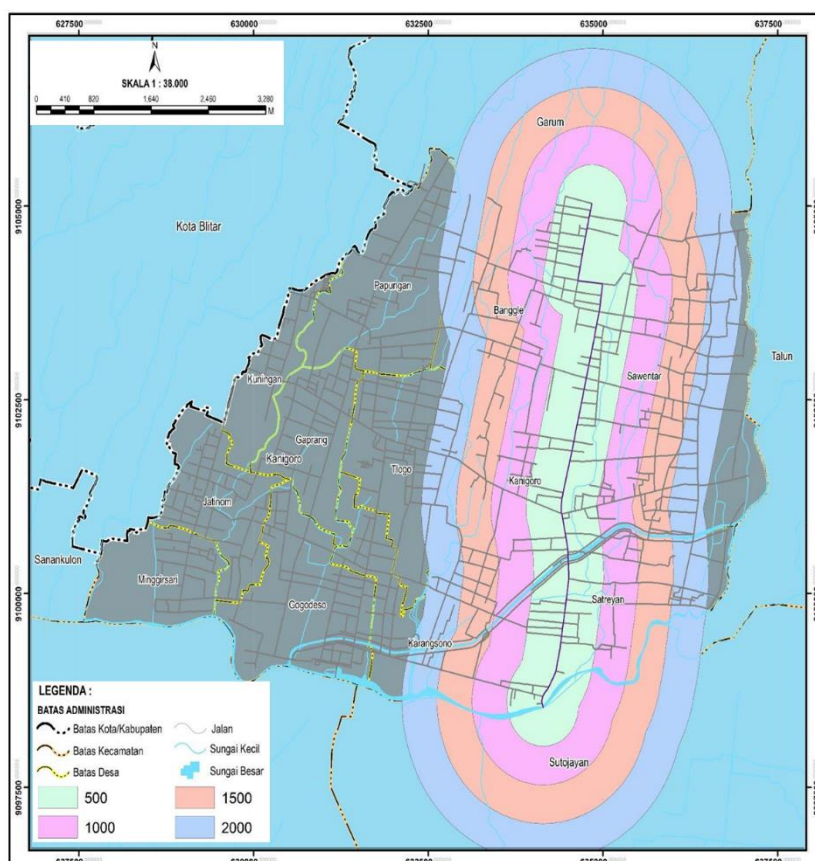 627500 630000 632500 635000 637500
N
SKALA 1 : 38.000
0 410 820 1,640 2,460 3,280
M
Garum
9105000
Kota Blitar
Papungan
Banggle
Talun
Sawentar
Kuningan
9102500
Gaprang
Kanigoro
Tlopo
Kanigoro
Jatinom
Sanankulon
Minggirsari
9100000
Gogodeso
Satreyan
Karangsono
Sutojayan
9097500
LEGENDA :
BATAS ADMINISTRASI
Batas Kota/Kabupaten
Jalan
Batas Kecamatan
Sungai Kecil
Batas Desa
Sungai Besar
500
1500
1000
2000